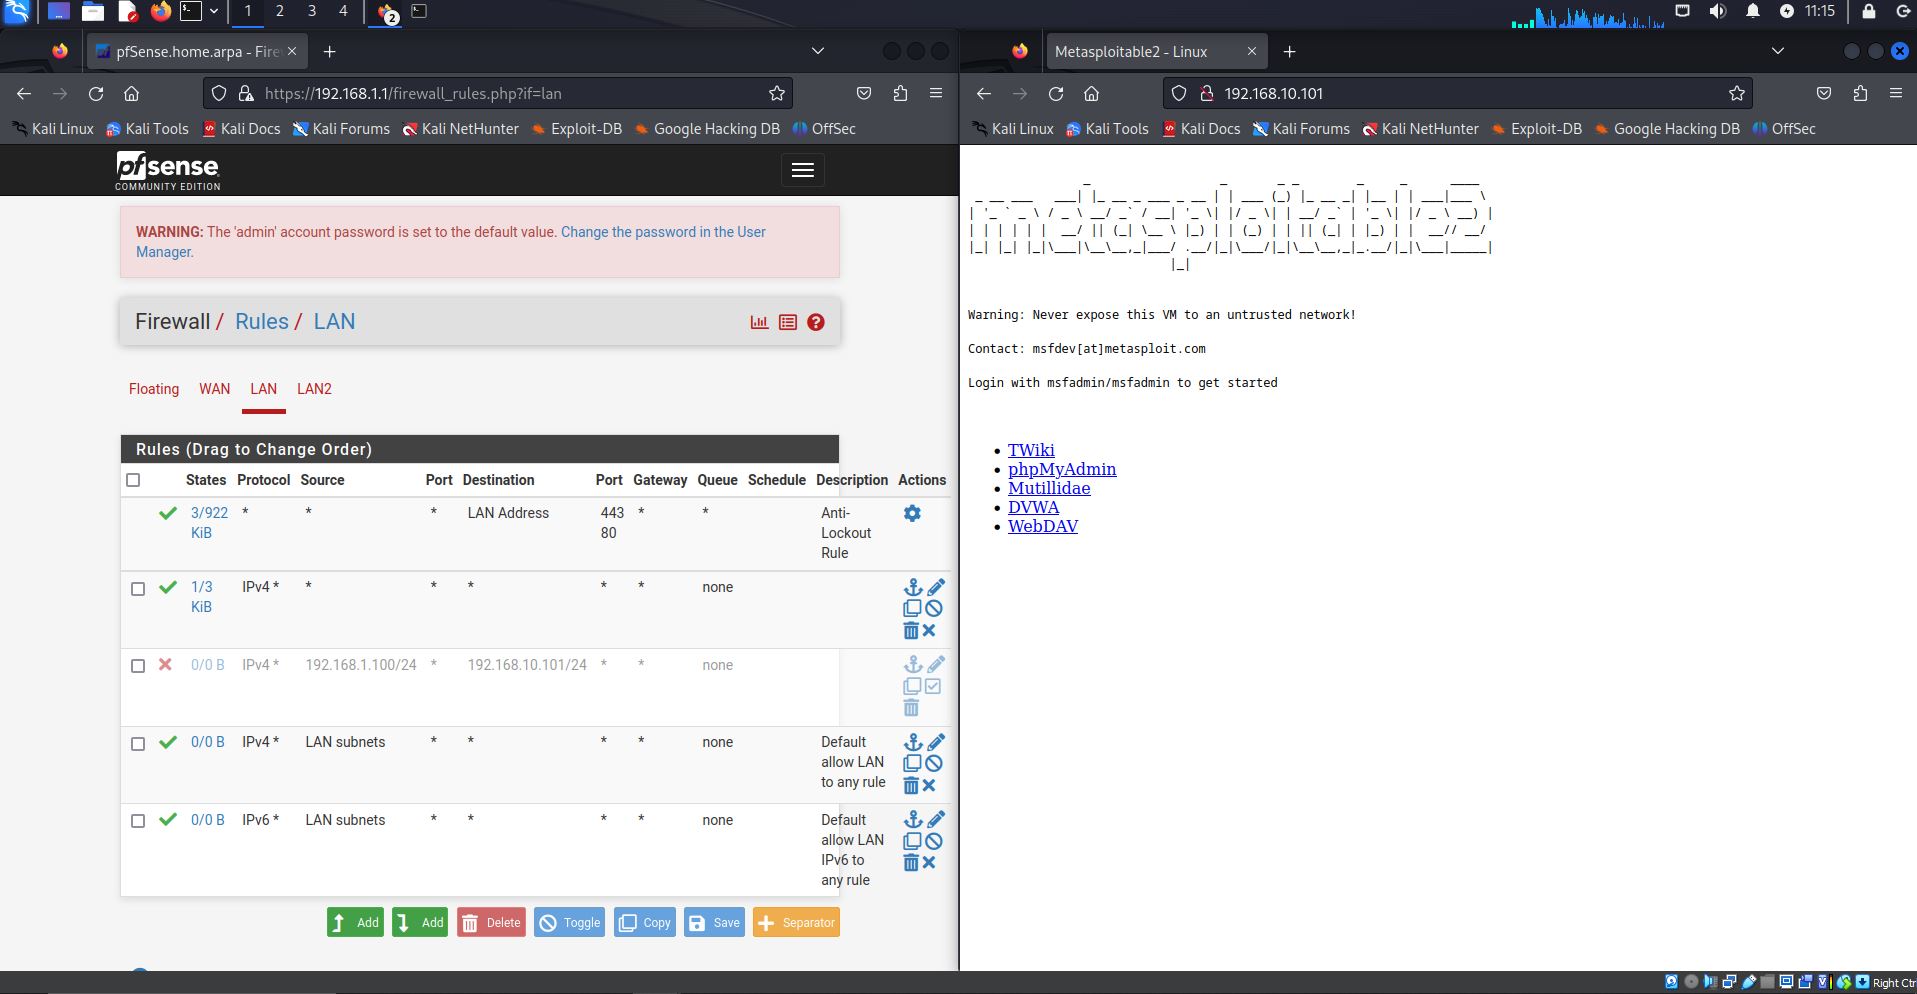 1 2 3 4 2 11:15
pfSense.home.arpa - Fire
https://192.168.1.1/firewall_rules.php?if=lan
Kali Linux Kali Tools Kali Docs Kali Forums Kali NetHunter Exploit-DB Google Hacking DB OffSec
pfsense
COMMUNITY EDITION
WARNING: The 'admin' account password is set to the default value. Change the password in the User
Manager.
Firewall / Rules / LAN
Floating WAN LAN LAN2
Rules (Drag to Change Order)
States Protocol Source Port Destination Port Gateway Queue Schedule Description Actions
3/922 * * * LAN Address 443 * * Anti-
KiB 80 Lockout
Rule
1/3 IPv4 * * * * * * none
KiB
0/0 B IPv4 * 192.168.1.100/24 * 192.168.10.101/24 * * none
0/0 B IPv4 * LAN subnets * * * * none Default
allow LAN
to any rule
0/0 B IPv6 * LAN subnets * * * * none Default
allow LAN
IPv6 to
any rule
Add Add Delete Toggle Copy Save Separator
Metasploitable2 - Linux
192.168.10.101
Kali Linux Kali Tools Kali Docs Kali Forums Kali NetHunter Exploit-DB Google Hacking DB OffSec
metasploitable2
Warning: Never expose this VM to an untrusted network!
Contact: msfdev[at]metasploit.com
Login with msfadmin/msfadmin to get started
TWiki
phpMyAdmin
Mutillidae
DVWA
WebDAV
Right Ctr